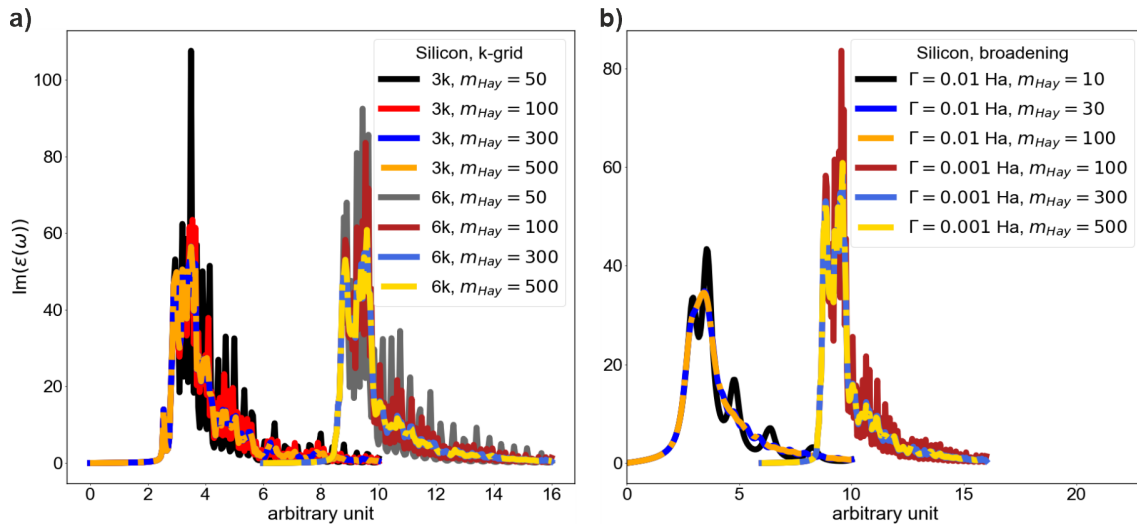 a)
Im(ε(ω))
100
80
60
40
20
0
0 2 4 6 8 10 12 14 16
arbitrary unit
Silicon, k-grid
3k, m_Hay = 50
3k, m_Hay = 100
3k, m_Hay = 300
3k, m_Hay = 500
6k, m_Hay = 50
6k, m_Hay = 100
6k, m_Hay = 300
6k, m_Hay = 500
b)
80
60
40
20
0
0 5 10 15 20
arbitrary unit
Silicon, broadening
Γ = 0.01 Ha, m_Hay = 10
Γ = 0.01 Ha, m_Hay = 30
Γ = 0.01 Ha, m_Hay = 100
Γ = 0.001 Ha, m_Hay = 100
Γ = 0.001 Ha, m_Hay = 300
Γ = 0.001 Ha, m_Hay = 500